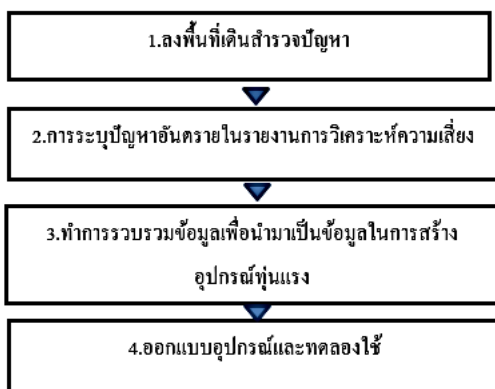 1.ลงพื้นที่เดินสำรวจปัญหา
2.การระบุปัญหาอันตรายในรายงานการวิเคราะห์ความเสี่ยง
3.ทำการรวบรวมข้อมูลเพื่อนำมาเป็นข้อมูลในการสร้าง
อุปกรณ์ทุ่นแรง
4.ออกแบบอุปกรณ์และทดลองใช้